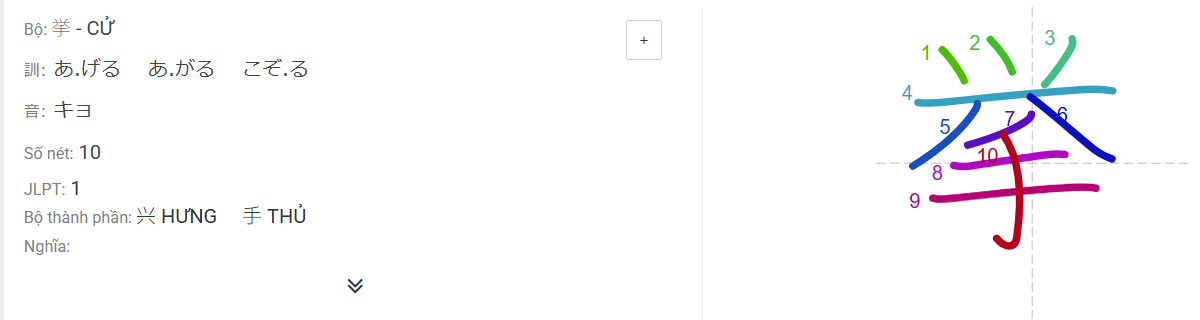 Bộ: 挙 - CỬ
+
訓: あ.げる あ.がる こぞ.る
音: キョ
Số nét: 10
JLPT: 1
Bộ thành phần: 兴 HƯNG 手 THỦ
Nghĩa:
1 2 3
4
5 7 6
10
8
9